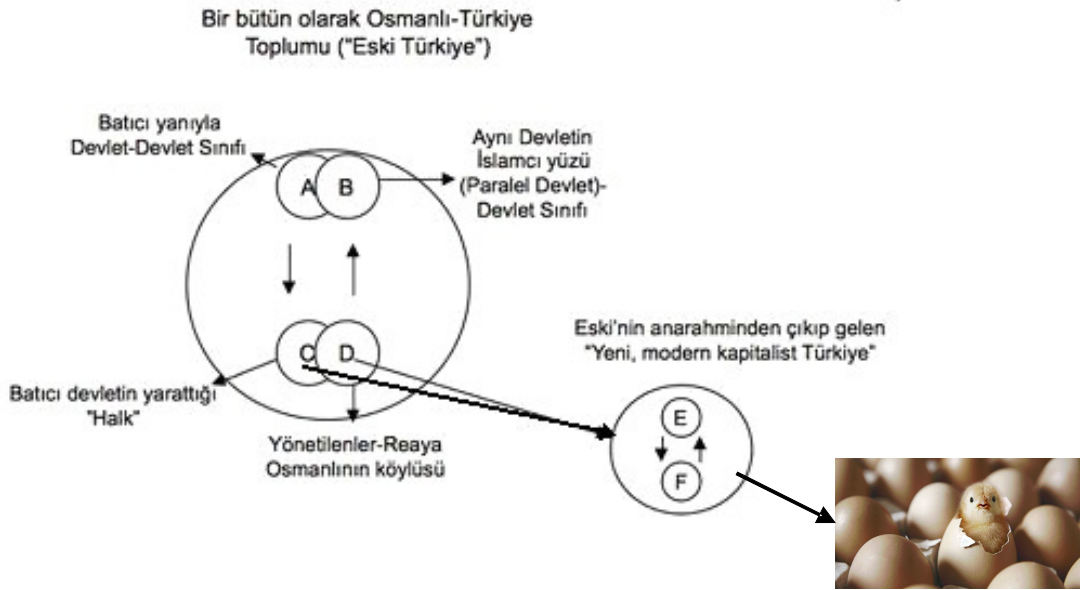 Bir bütün olarak Osmanlı-Türkiye
Toplumu ("Eski Türkiye")
Batıcı yanıyla
Devlet-Devlet Sınıfı
Aynı Devletin
İslamcı yüzü
(Paralel Devlet)-
Devlet Sınıfı
A
B
C
D
Batıcı devletin yarattığı
"Halk"
Yönetilenler-Reaya
Osmanlının köylüsü
Eski'nin anarahminden çıkıp gelen
"Yeni, modern kapitalist Türkiye"
E
F